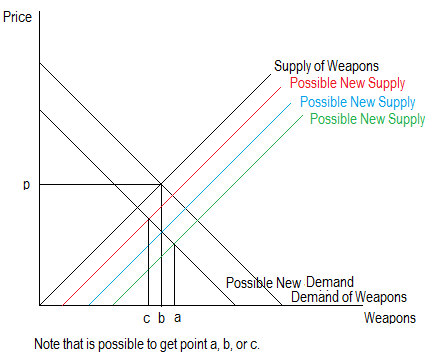 Price
Supply of Weapons
Possible New Supply
Possible New Supply
Possible New Supply
p
Possible New Demand
Demand of Weapons
c b a
Weapons
Note that is possible to get point a, b, or c.